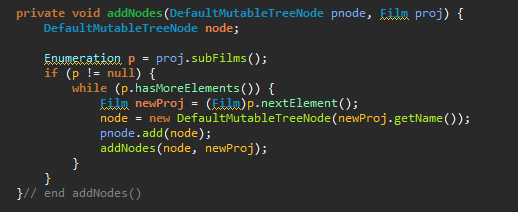 private void addNodes(DefaultMutableTreeNode pnode, Film proj) {
    DefaultMutableTreeNode node;

    Enumeration p = proj.subFilms();
    if (p != null) {
        while (p.hasMoreElements()) {
            Film newProj = (Film)p.nextElement();
            node = new DefaultMutableTreeNode(newProj.getName());
            pnode.add(node);
            addNodes(node, newProj);
        }
    }
}// end addNodes()